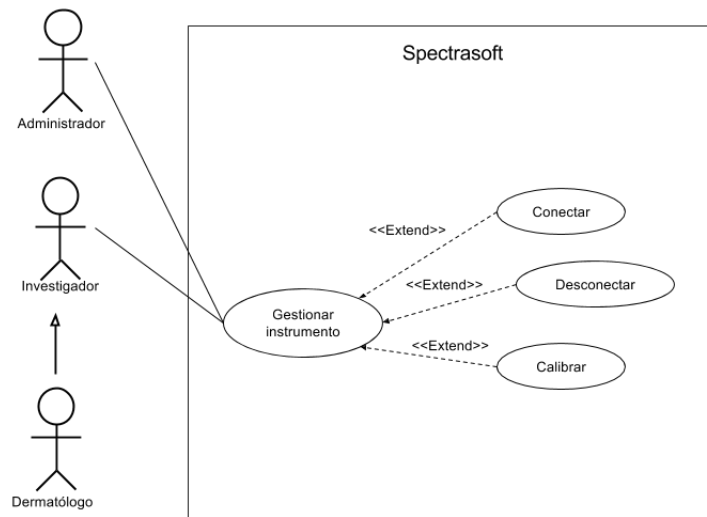 Spectrasoft
Administrador
Conectar
<<Extend>>
Investigador
<<Extend>>
Desconectar
Gestionar
instrumento
<<Extend>>
Calibrar
Dermatólogo